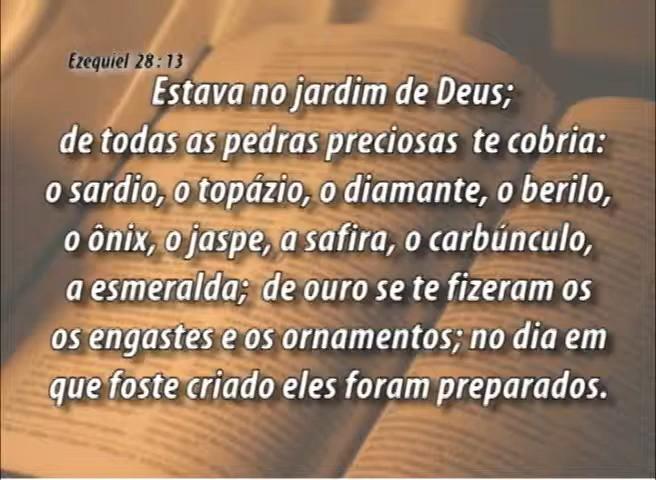 Ezequiel 28:13
Estava no jardim de Deus;
de todas as pedras preciosas te cobria:
o sardio, o topázio, o diamante, o berilo,
o ônix, o jaspe, a safira, o carbúnculo,
a esmeralda; de ouro se te fizeram os
os engastes e os ornamentos; no dia em
que foste criado eles foram preparados.